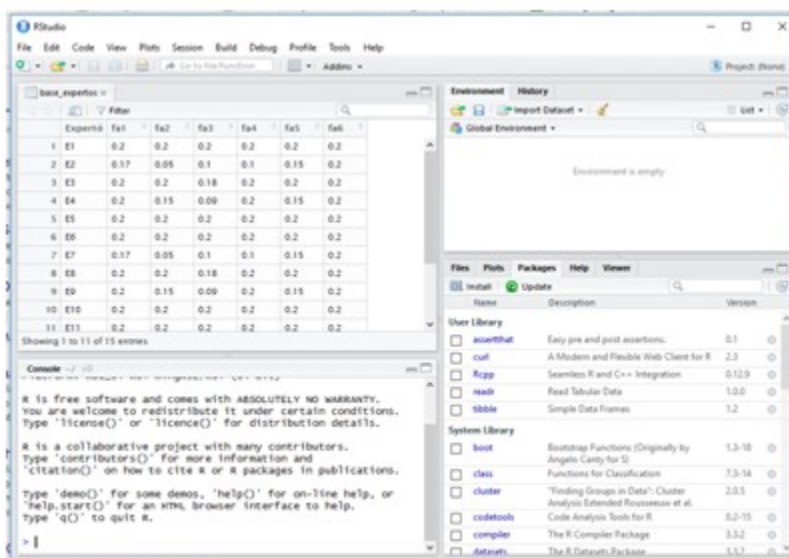 RStudio
File Edit Code View Plots Session Build Debug Profile Tools Help
Go to file/function Addins Project: (None)
base_expertos
Filter
Experto fa1 fa2 fa3 fa4 fa5 fa6
1 E1 0.2 0.2 0.2 0.2 0.2 0.2
2 E2 0.17 0.05 0.1 0.1 0.15 0.2
3 E3 0.2 0.2 0.18 0.2 0.2 0.2
4 E4 0.2 0.15 0.09 0.2 0.15 0.2
5 E5 0.2 0.2 0.2 0.2 0.2 0.2
6 E6 0.2 0.2 0.2 0.2 0.2 0.2
7 E7 0.17 0.05 0.1 0.1 0.15 0.2
8 E8 0.2 0.2 0.18 0.2 0.2 0.2
9 E9 0.2 0.15 0.09 0.2 0.15 0.2
10 E10 0.2 0.2 0.2 0.2 0.2 0.2
11 E11 0.2 0.2 0.2 0.2 0.2 0.2
Showing 1 to 11 of 15 entries
Console ~/
R is free software and comes with ABSOLUTELY NO WARRANTY.
You are welcome to redistribute it under certain conditions.
Type 'license()' or 'licence()' for distribution details.
R is a collaborative project with many contributors.
Type 'contributors()' for more information and
'citation()' on how to cite R or R packages in publications.
Type 'demo()' for some demos, 'help()' for on-line help, or
'help.start()' for an HTML browser interface to help.
Type 'q()' to quit R.
>
Environment History
Import Dataset List
Global Environment
Environment is empty
Files Plots Packages Help Viewer
Install Update
Name Description Version
User Library
assertthat Easy pre and post assertions. 0.1
curl A Modern and Flexible Web Client for R 2.3
Rcpp Seamless R and C++ Integration 0.12.9
readr Read Tabular Data 1.0.0
tibble Simple Data Frames 1.2
System Library
boot Bootstrap Functions (Originally by Angelo Canty for S) 1.3-18
class Functions for Classification 7.3-14
cluster "Finding Groups in Data": Cluster Analysis Extended Rousseeuw et al. 2.0.5
codetools Code Analysis Tools for R 0.2-15
compiler The R Compiler Package 3.3.2
datasets The R Datasets Package 3.3.2